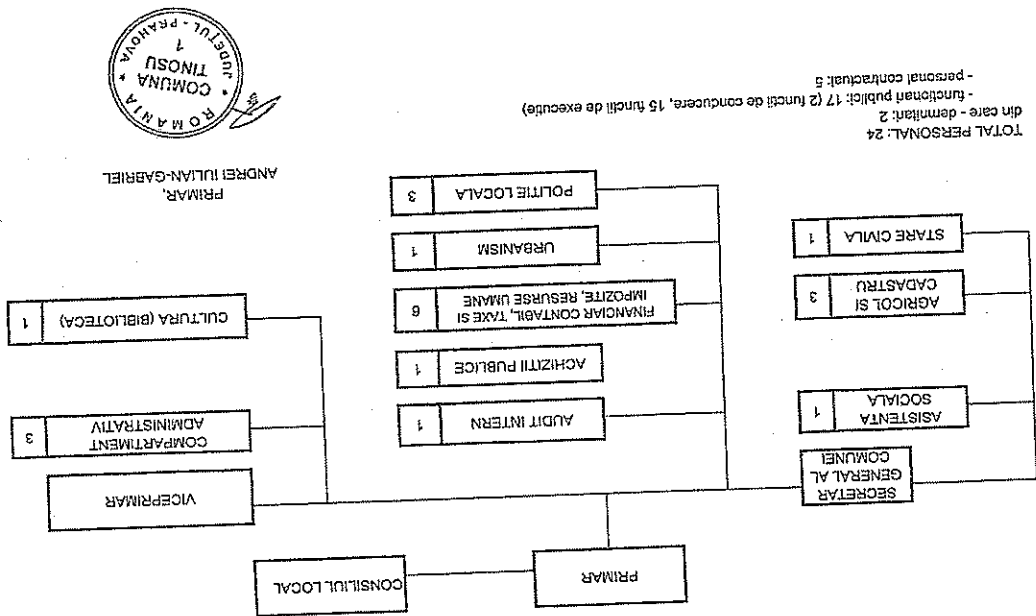 PRIMAR
CONSILIUL LOCAL
SECRETAR
GENERAL AL
COMUNEI
VICEPRIMAR
ASISTENTA
SOCIALA 1
AGRICOL SI
CADASTRU 3
STARE CIVILA 1
AUDIT INTERN 1
ACHIZITII PUBLICE 1
FINANCIAR CONTABIL, TAXE SI
IMPOZITE, RESURSE UMANE 6
URBANISM 1
POLITIE LOCALA 3
COMPARTIMENT
ADMINISTRATIV 3
CULTURA (BIBLIOTECA) 1
TOTAL PERSONAL: 24
din care - demnitari: 2
- functionari publici: 17 (2 functii de conducere, 15 functii de executie)
- personal contractual: 5
PRIMAR,
ANDREI IULIAN-GABRIEL
* ROMANIA *
COMUNA
TINOSU
1
JUDETUL - PRAHOVA